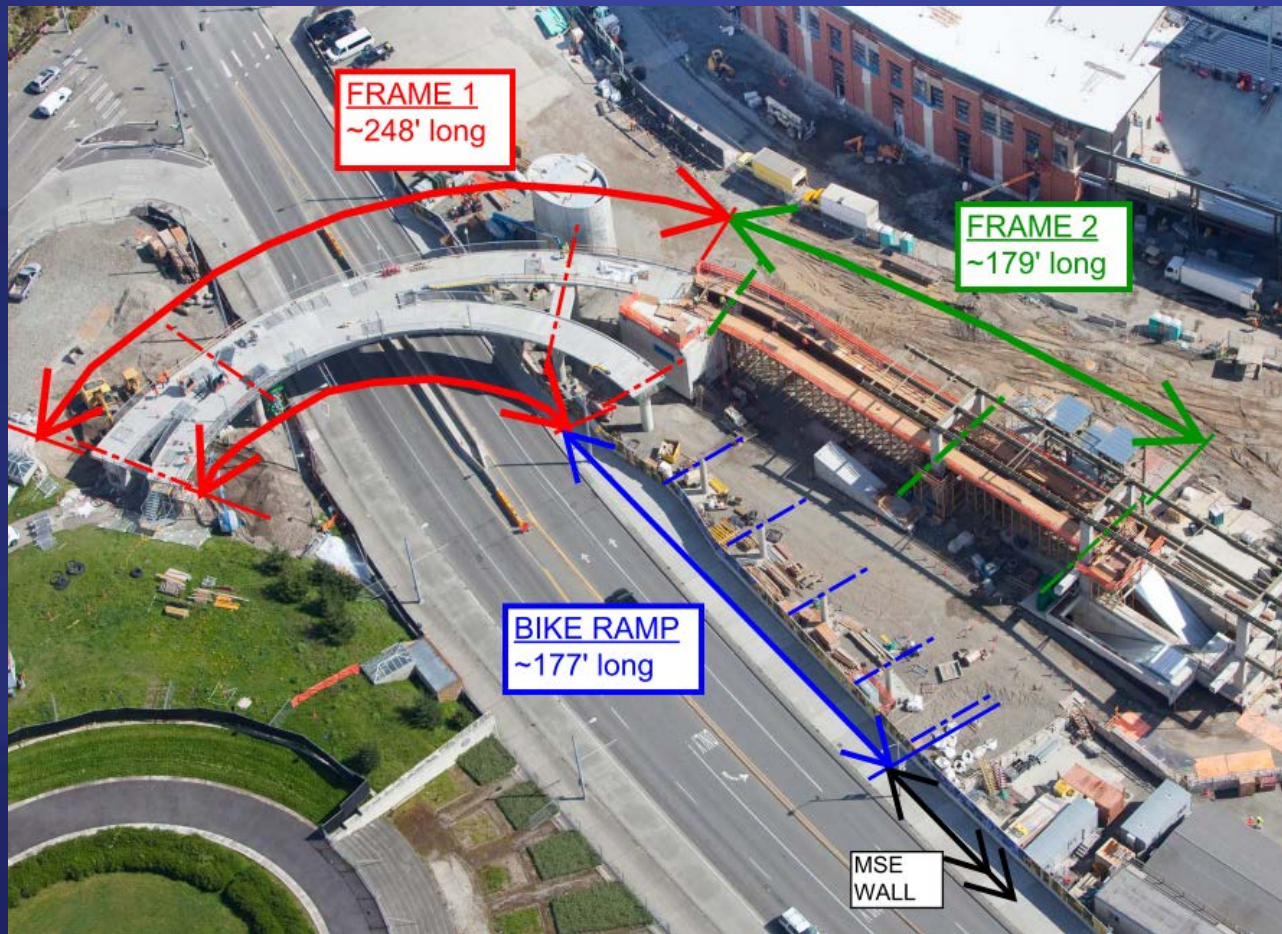 FRAME 1
~248' long
FRAME 2
~179' long
BIKE RAMP
~177' long
MSE
WALL